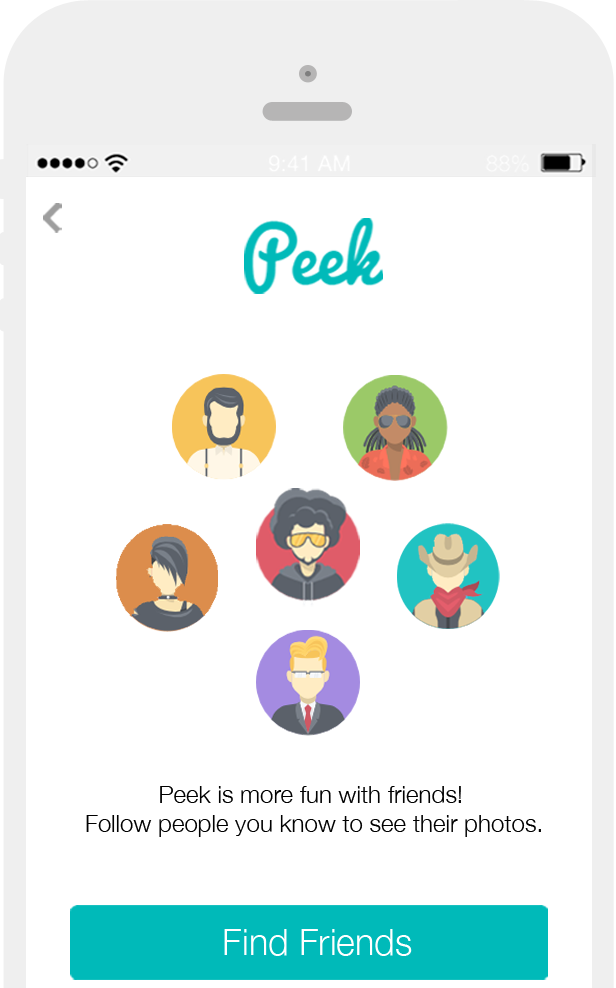 9:41 AM 88%
Peek
Peek is more fun with friends!
Follow people you know to see their photos.
Find Friends